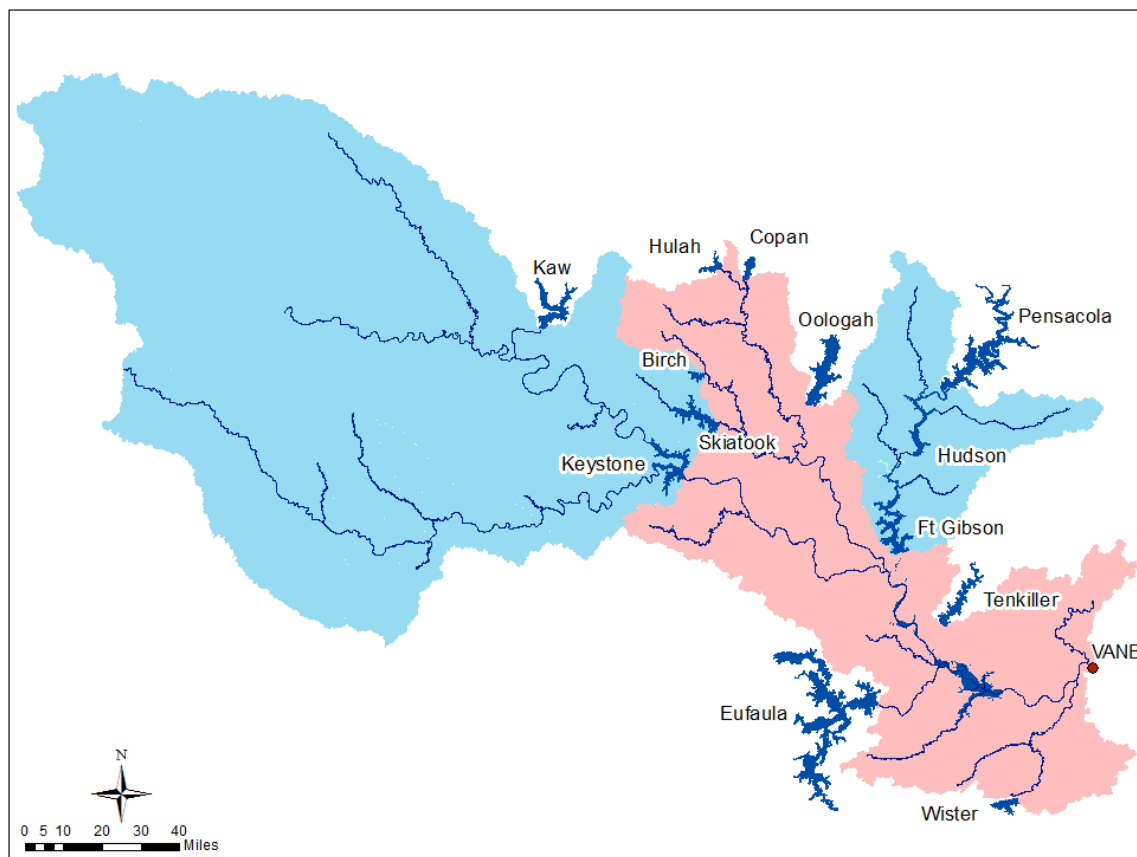 Hulah
Copan
Kaw
Pensacola
Oologah
Birch
Skiatook
Hudson
Keystone
Ft Gibson
Tenkiller
VANB
Eufaula
Wister
N
0 5 10 20 30 40
Miles